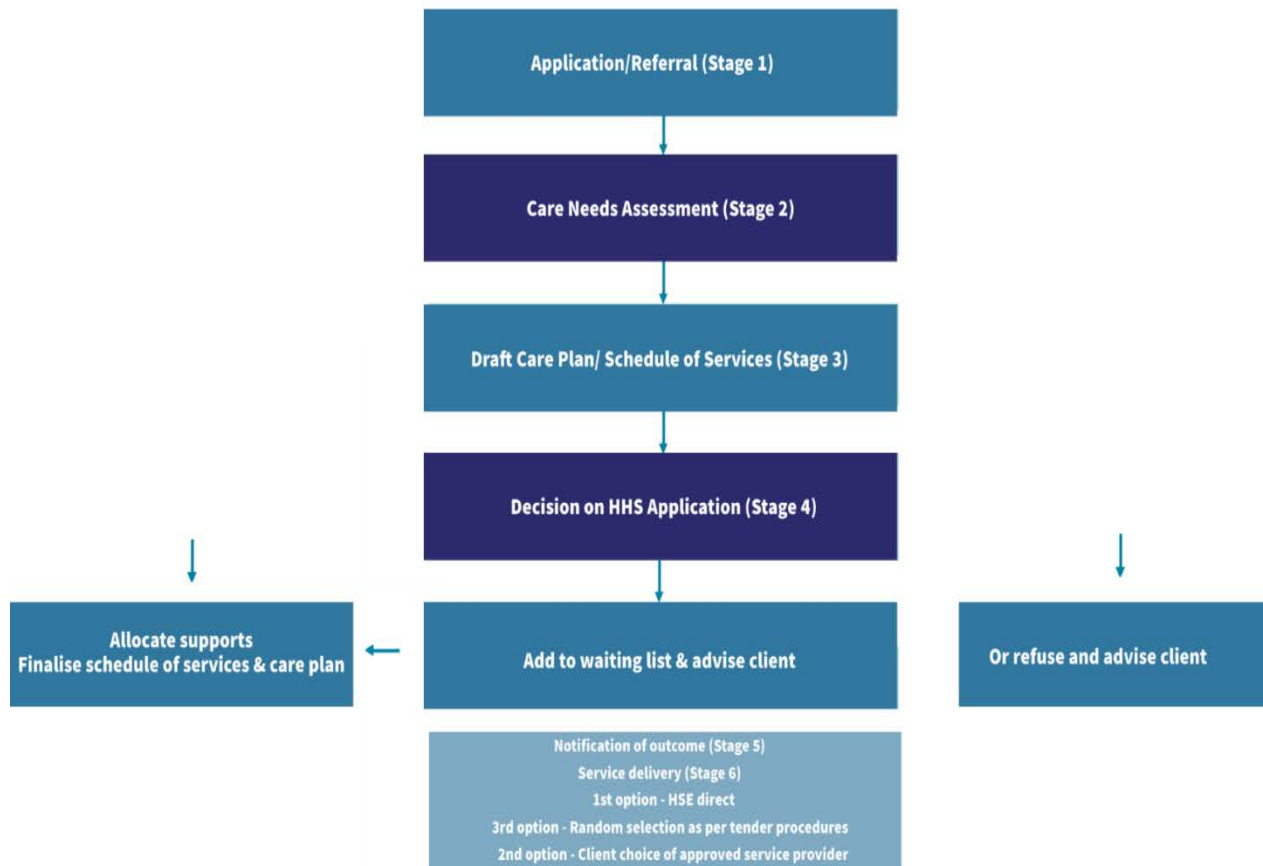 Application/Referral (Stage 1)
Care Needs Assessment (Stage 2)
Draft Care Plan/ Schedule of Services (Stage 3)
Decision on HHS Application (Stage 4)
Allocate supports
Finalise schedule of services & care plan
Add to waiting list & advise client
Or refuse and advise client
Notification of outcome (Stage 5)
Service delivery (Stage 6)
1st option - HSE direct
3rd option - Random selection as per tender procedures
2nd option - Client choice of approved service provider